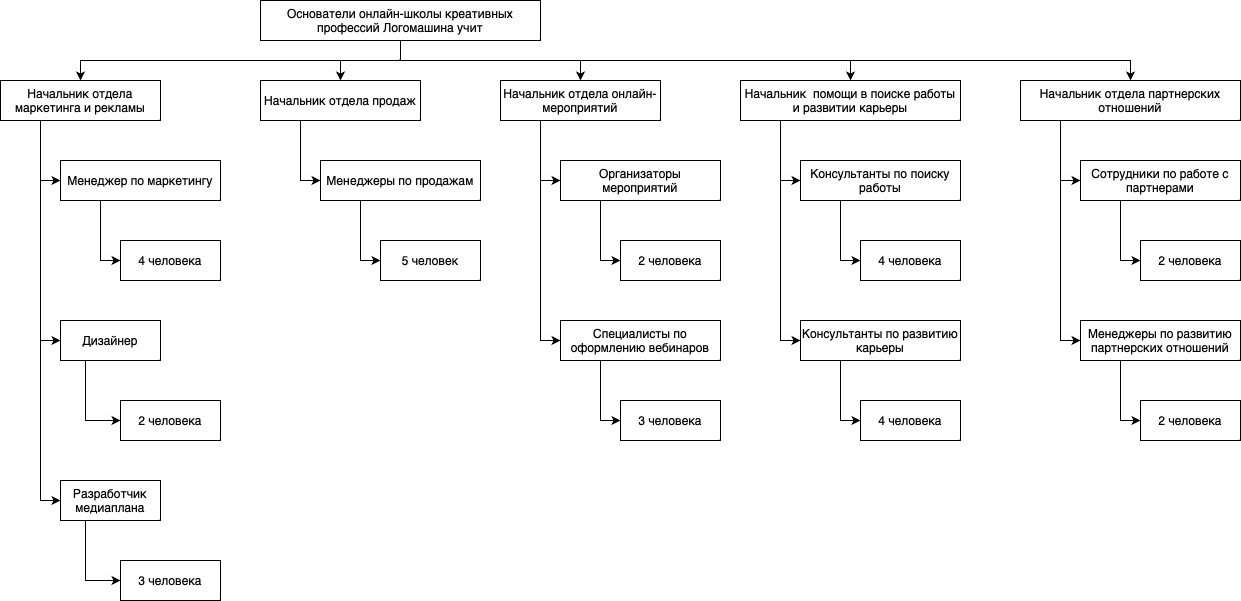 Основатели онлайн-школы креативных
профессий Логомашина учит
Начальник отдела
маркетинга и рекламы
Начальник отдела продаж
Начальник отдела онлайн-
мероприятий
Начальник помощи в поиске работы
и развитии карьеры
Начальник отдела партнерских
отношений
Менеджер по маркетингу
Менеджеры по продажам
Организаторы
мероприятий
Консультанты по поиску
работы
Сотрудники по работе с
партнерами
4 человека
5 человек
2 человека
4 человека
2 человека
Дизайнер
Специалисты по
оформлению вебинаров
Консультанты по развитию
карьеры
Менеджеры по развитию
партнерских отношений
2 человека
3 человека
4 человека
2 человека
Разработчик
медиаплана
3 человека